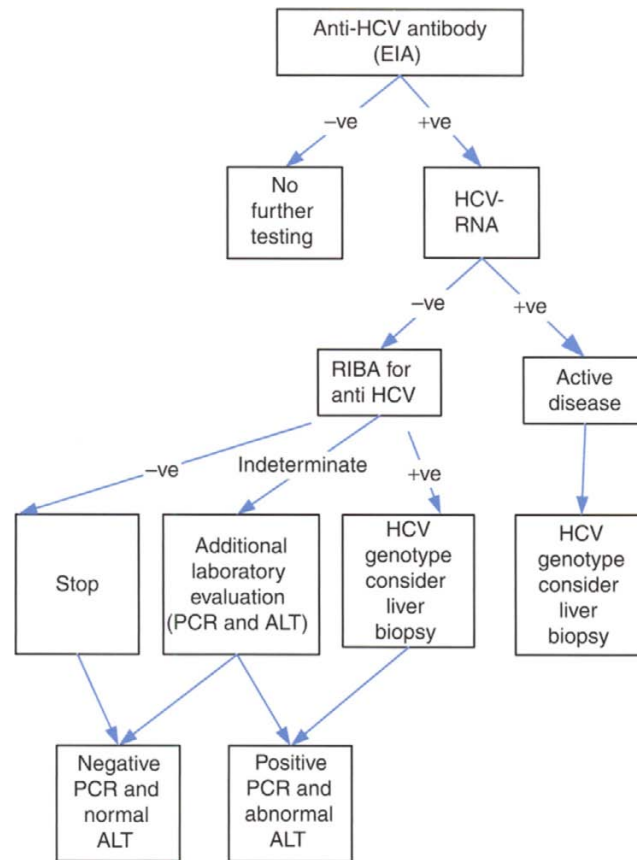 Anti-HCV antibody
(EIA)
–ve
+ve
No
further
testing
HCV-
RNA
–ve
+ve
RIBA for
anti HCV
Active
disease
–ve
Indeterminate
+ve
Stop
Additional
laboratory
evaluation
(PCR and ALT)
HCV
genotype
consider
liver
biopsy
HCV
genotype
consider
liver
biopsy
Negative
PCR and
normal
ALT
Positive
PCR and
abnormal
ALT